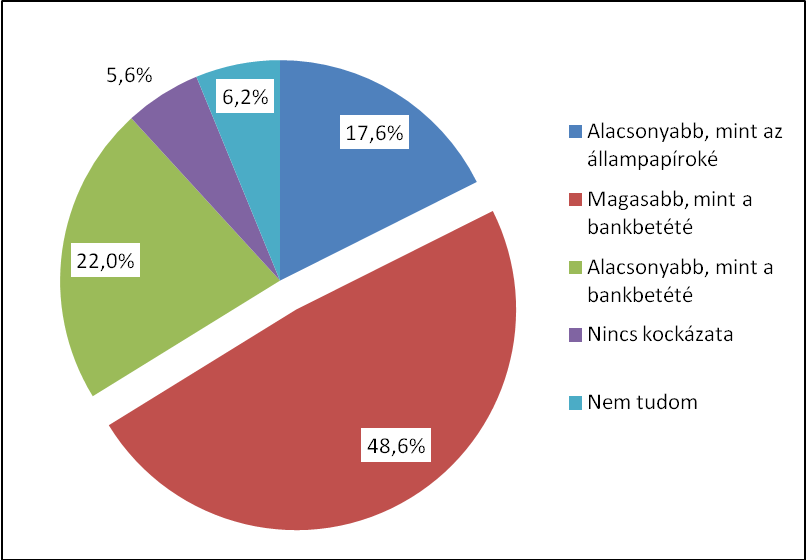 5,6%
6,2%
17,6%
22,0%
48,6%
Alacsonyabb, mint az
állampapíroké
Magasabb, mint a
bankbetété
Alacsonyabb, mint a
bankbetété
Nincs kockázata
Nem tudom